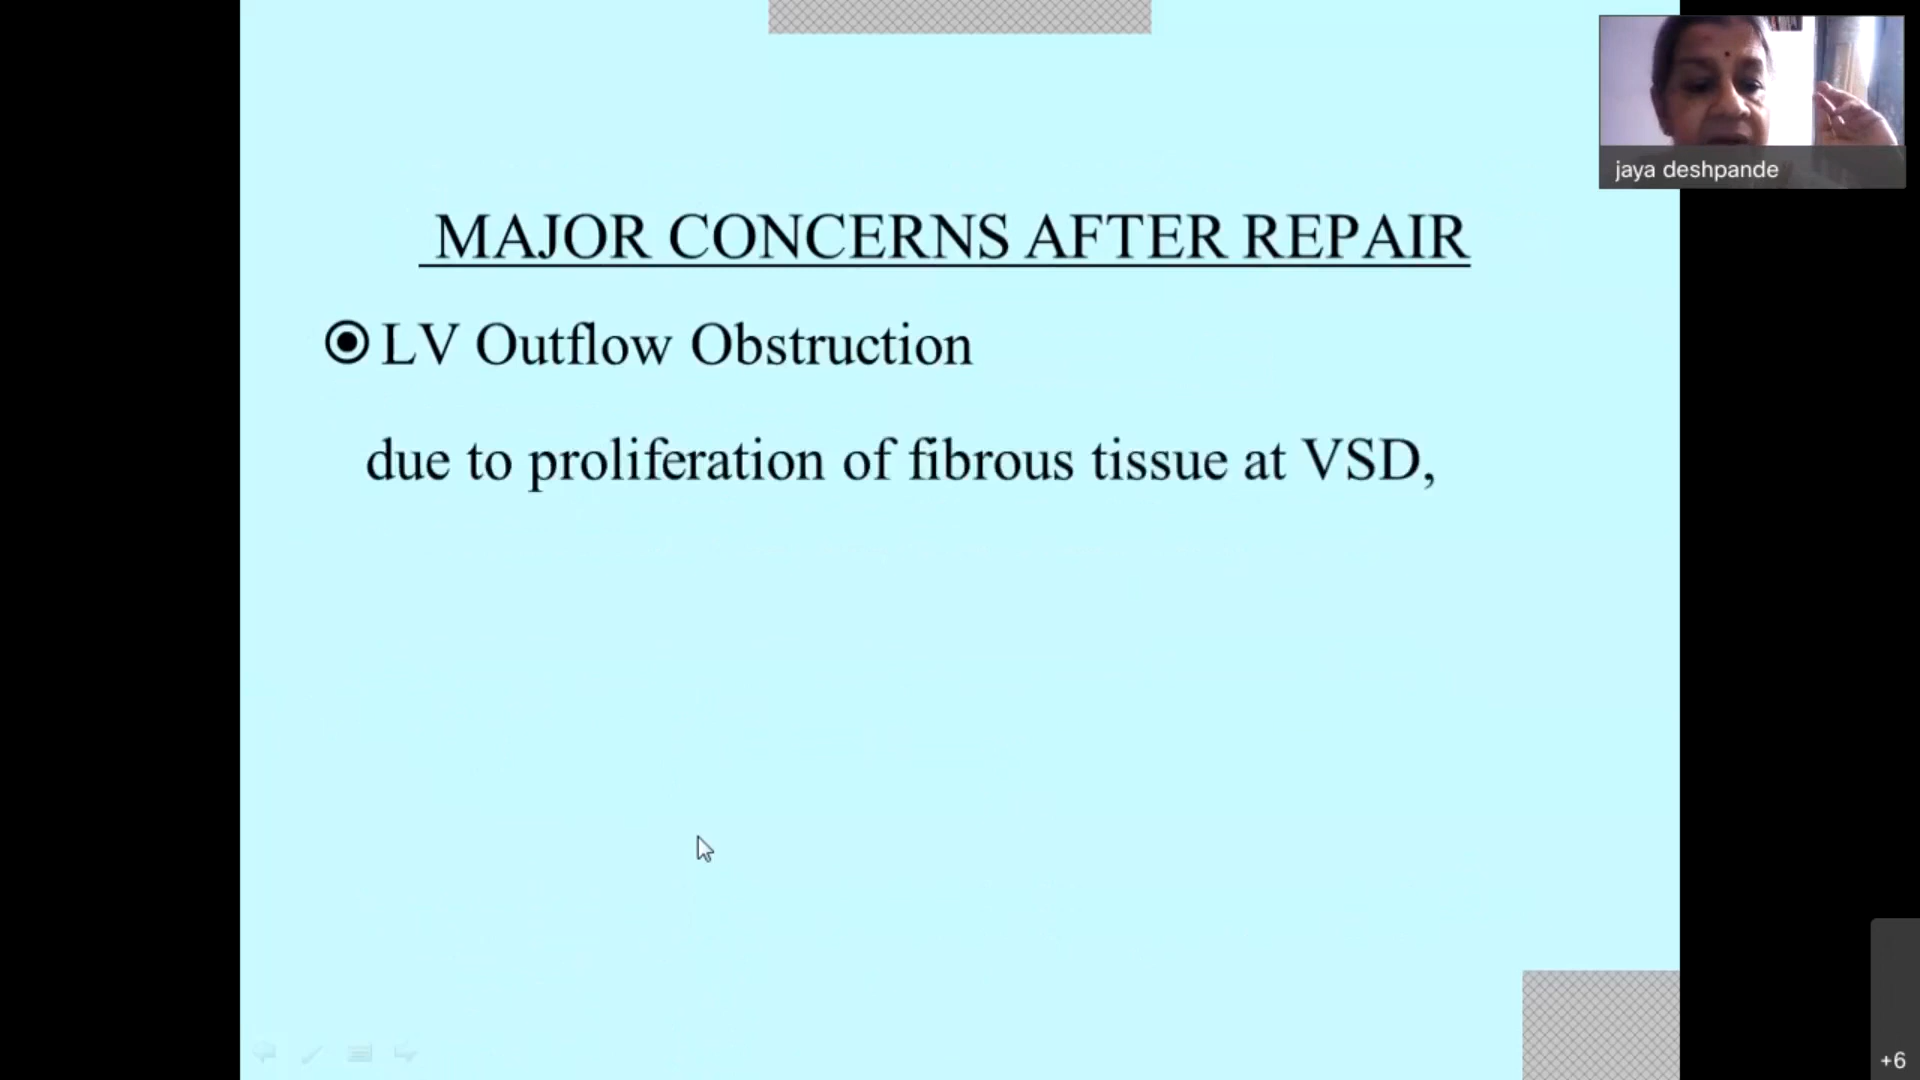 jaya deshpande
MAJOR CONCERNS AFTER REPAIR
LV Outflow Obstruction
due to proliferation of fibrous tissue at VSD,
+6